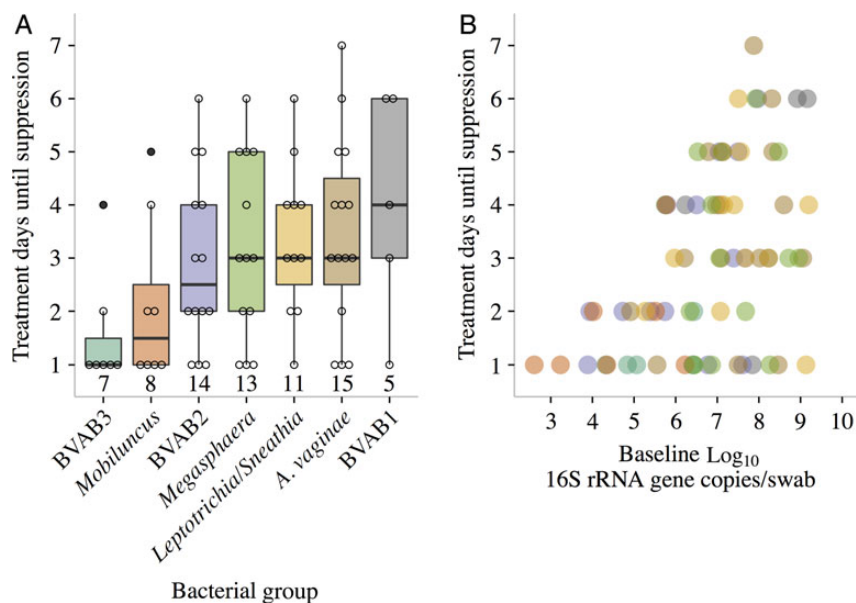 A
Treatment days until suppression
7
6
5
4
3
2
1
7 8 14 13 11 15 5
BVAB3
Mobiluncus
BVAB2
Megasphaera
Leptotrichia/Sneathia
A. vaginae
BVAB1
Bacterial group
B
Treatment days until suppression
7
6
5
4
3
2
1
3 4 5 6 7 8 9 10
Baseline Log₁₀
16S rRNA gene copies/swab